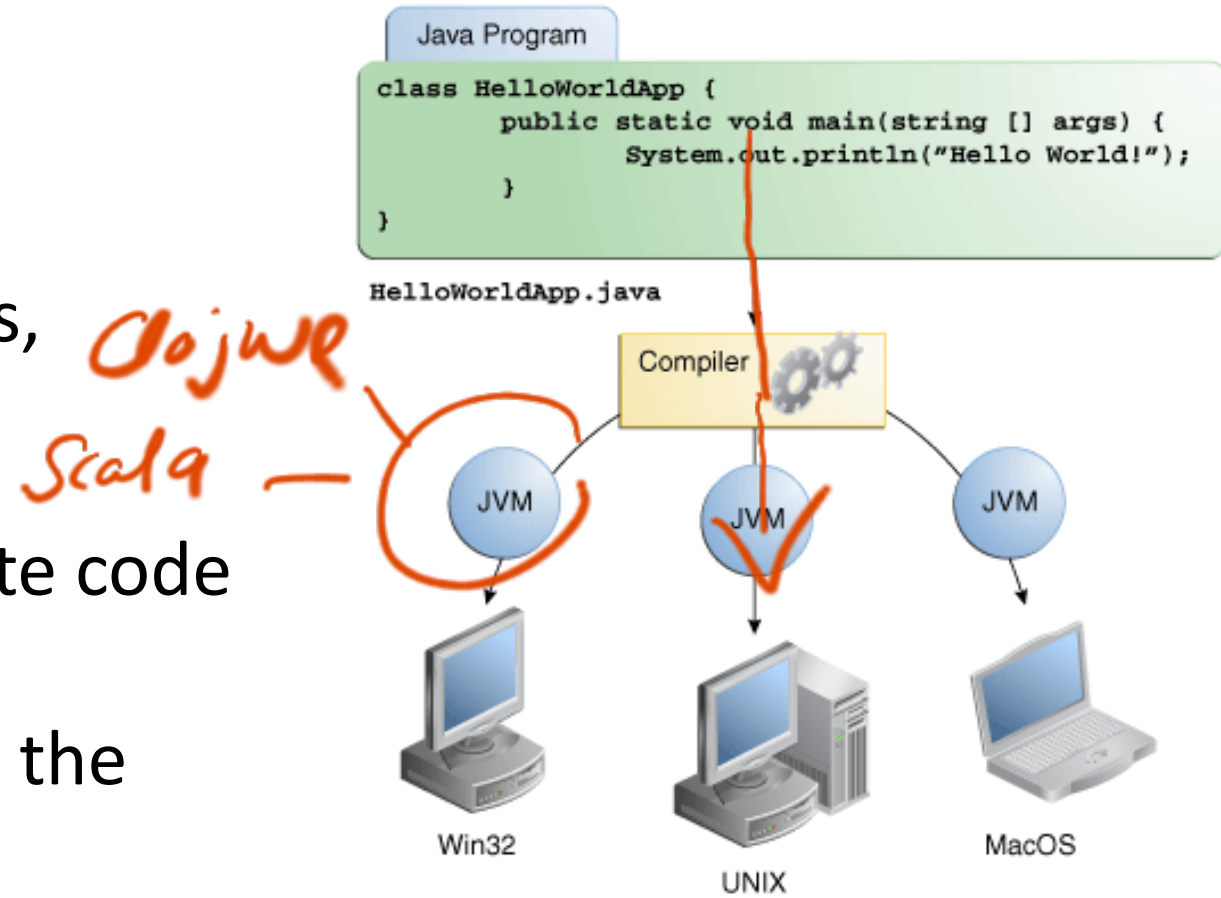 Java Program
class HelloWorldApp {
public static void main(string [] args) {
System.out.println("Hello World!");
}
}
HelloWorldApp.java
s,
Clojure
Compiler
Scala
JVM
JVM
JVM
te code
the
Win32
UNIX
MacOS